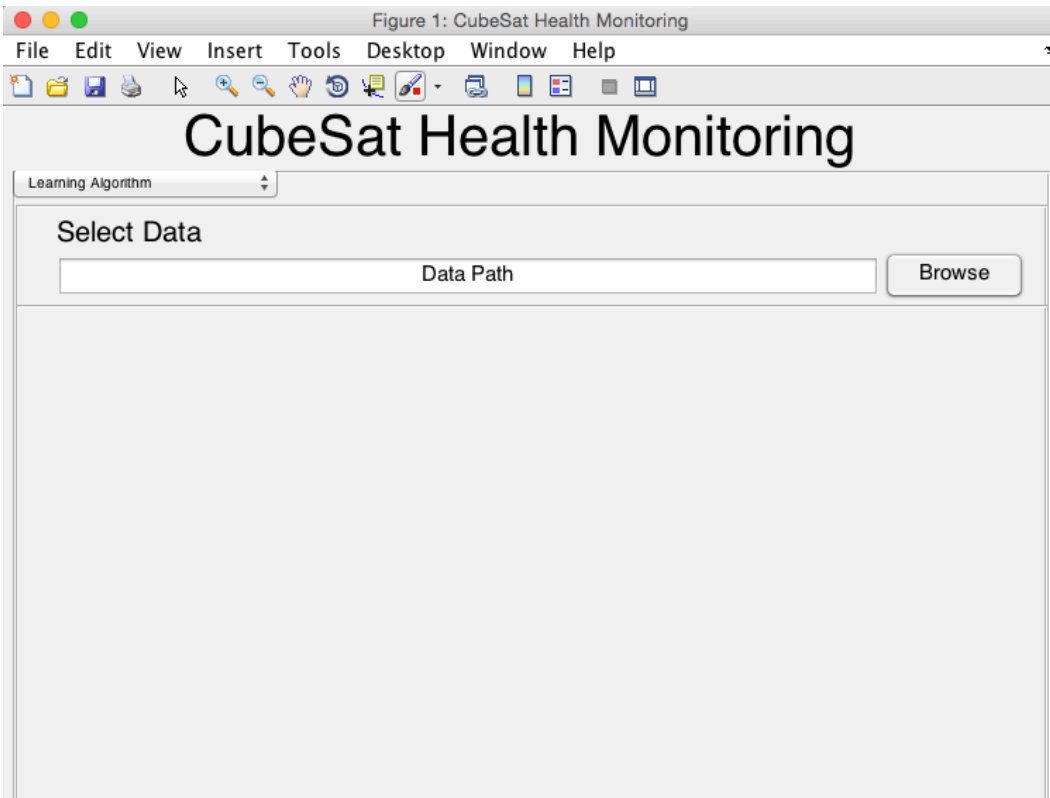 Figure 1: CubeSat Health Monitoring
File Edit View Insert Tools Desktop Window Help
CubeSat Health Monitoring
Learning Algorithm
Select Data
Data Path Browse